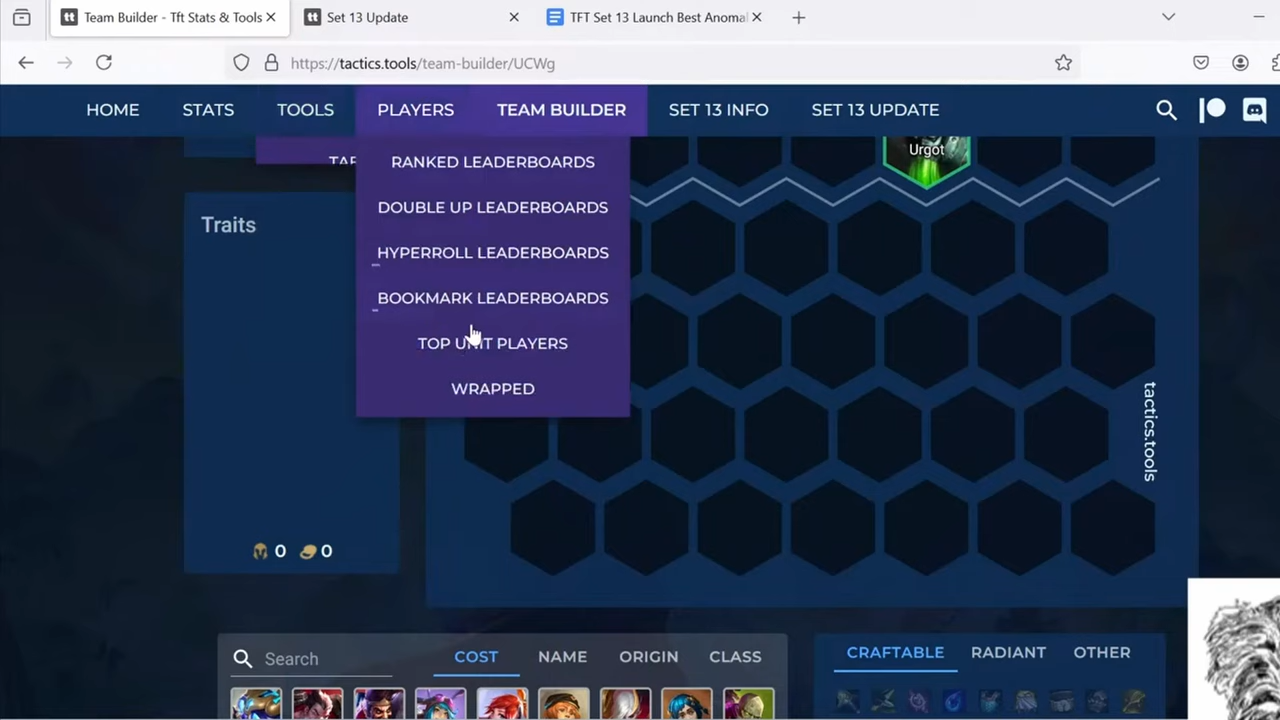 Team Builder - Tft Stats & Tools
Set 13 Update
TFT Set 13 Launch Best Anomal
https://tactics.tools/team-builder/UCWg
HOME
STATS
TOOLS
PLAYERS
TEAM BUILDER
SET 13 INFO
SET 13 UPDATE
RANKED LEADERBOARDS
DOUBLE UP LEADERBOARDS
HYPERROLL LEADERBOARDS
BOOKMARK LEADERBOARDS
TOP UNIT PLAYERS
WRAPPED
Urgot
Traits
0
0
tactics.tools
Search
COST
NAME
ORIGIN
CLASS
CRAFTABLE
RADIANT
OTHER